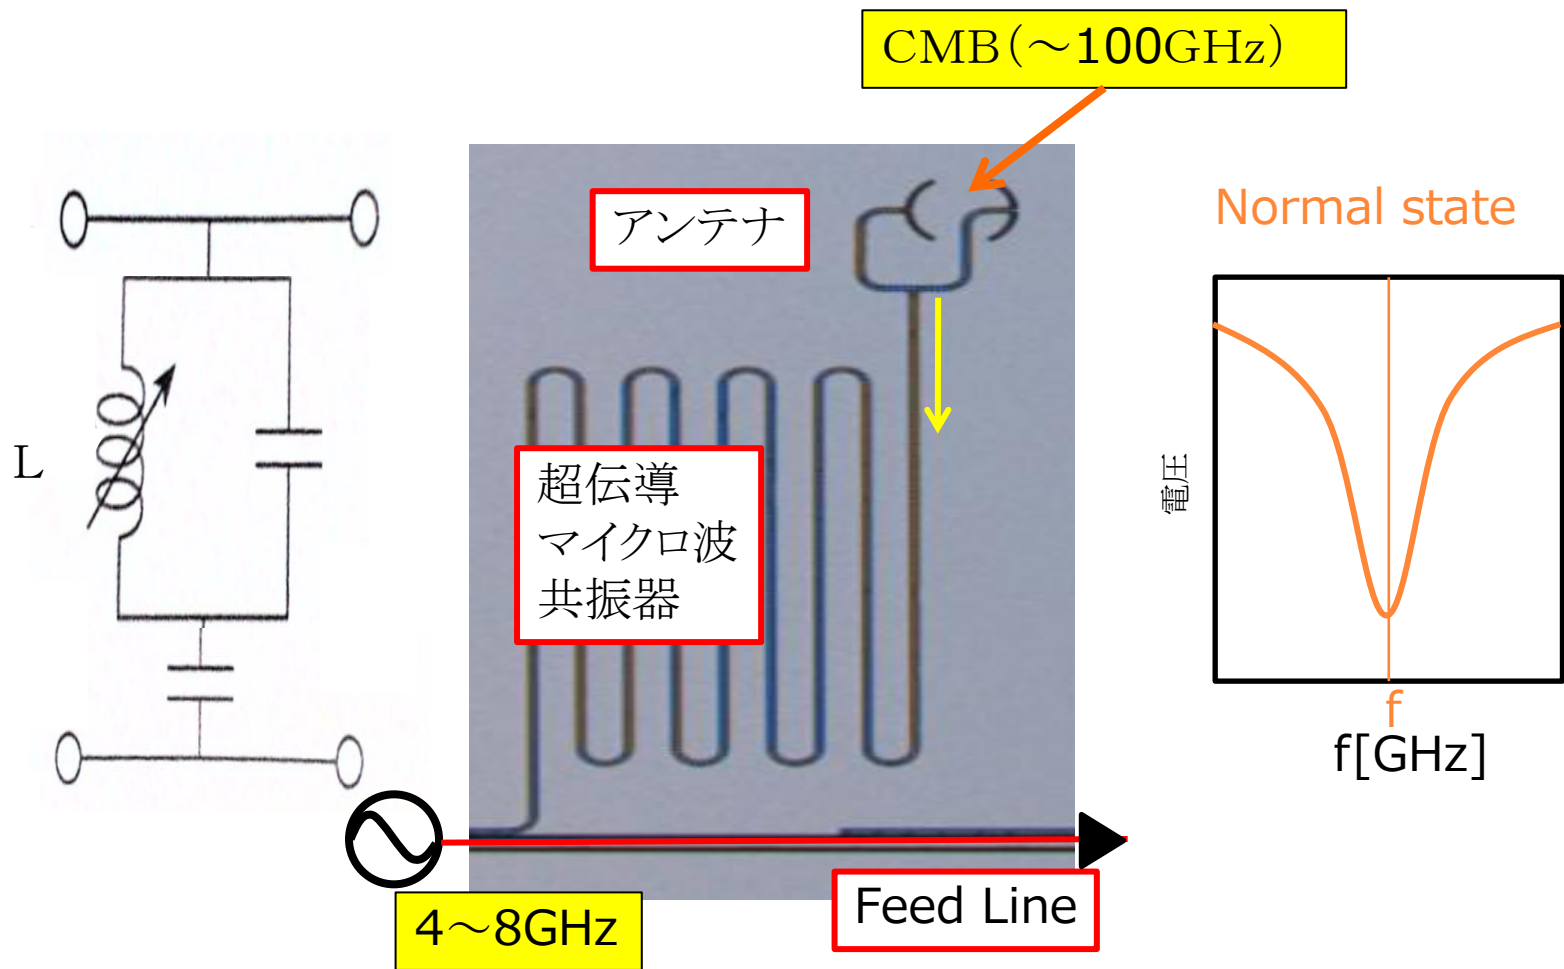 CMB(～100GHz)
アンテナ
Normal state
L
超伝導
マイクロ波
共振器
電圧
f
f[GHz]
4～8GHz
Feed Line